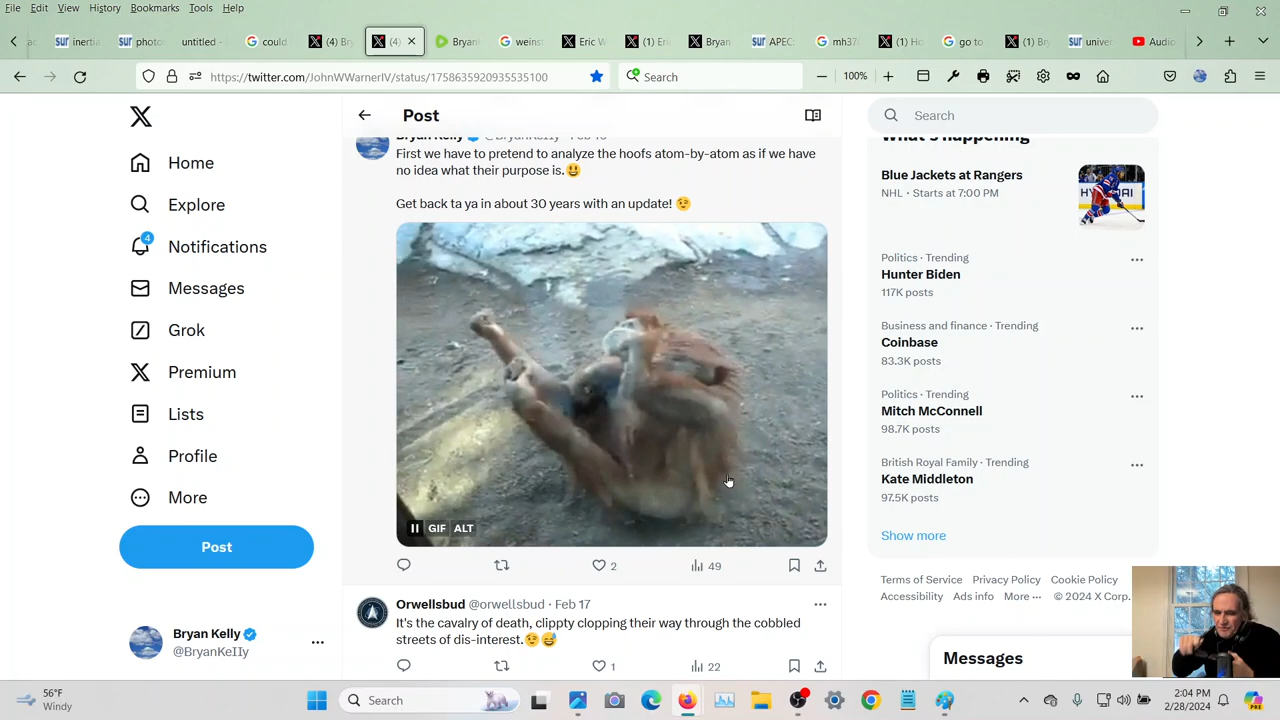 File Edit View History Bookmarks Tools Help
inertia
photo
untitled -
could
(4) Br
(4)
Bryan
weins
Eric W
(1) Eri
Bryan
APEC:
mh37
(1) Ho
go to
(1) Br
univer
Audio
https://twitter.com/JohnWWarnerIV/status/1758635920935535100
Search
100%
Home
Explore
4
Notifications
Messages
Grok
Premium
Lists
Profile
More
Post
Bryan Kelly
@BryanKeIIy
Post
Bryan Kelly @BryanKeIIy
First we have to pretend to analyze the hoofs atom-by-atom as if we have
no idea what their purpose is.😃
Get back ta ya in about 30 years with an update! 😉
GIF ALT
2
49
Orwellsbud @orwellsbud · Feb 17
It's the cavalry of death, clippty clopping their way through the cobbled
streets of dis-interest.😉😅
1
22
Search
What's happening
Blue Jackets at Rangers
NHL · Starts at 7:00 PM
Politics · Trending
Hunter Biden
117K posts
Business and finance · Trending
Coinbase
83.3K posts
Politics · Trending
Mitch McConnell
98.7K posts
British Royal Family · Trending
Kate Middleton
97.5K posts
Show more
Terms of Service Privacy Policy Cookie Policy
Accessibility Ads info More ··· © 2024 X Corp.
Messages
56°F
Windy
Search
2:04 PM
2/28/2024